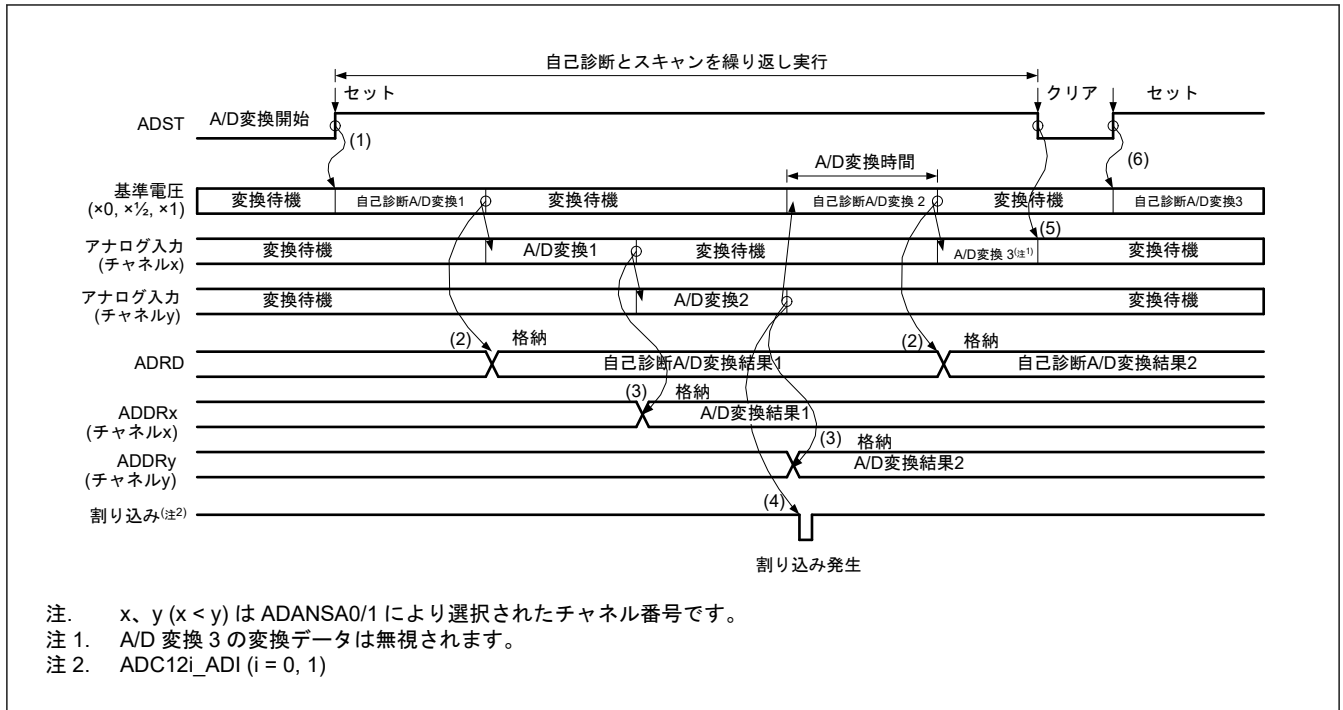 自己診断とスキャンを繰り返し実行
セット クリア セット
ADST A/D変換開始
(1) (6)
A/D変換時間
基準電圧
(×0, ×½, ×1)
変換待機 自己診断A/D変換1 変換待機 自己診断A/D変換 2 変換待機 自己診断A/D変換3
(5)
アナログ入力
(チャネルx)
変換待機 A/D変換1 変換待機 A/D変換 3(注1) 変換待機
アナログ入力
(チャネルy)
変換待機 A/D変換2 変換待機
(2) 格納 (2) 格納
ADRD 自己診断A/D変換結果1 自己診断A/D変換結果2
(3) 格納
ADDRx
(チャネルx)
A/D変換結果1
(3) 格納
ADDRy
(チャネルy)
A/D変換結果2
(4)
割り込み(注2)
割り込み発生
注. x、y (x < y) は ADANSA0/1 により選択されたチャネル番号です。
注 1. A/D 変換 3 の変換データは無視されます。
注 2. ADC12i_ADI (i = 0, 1)